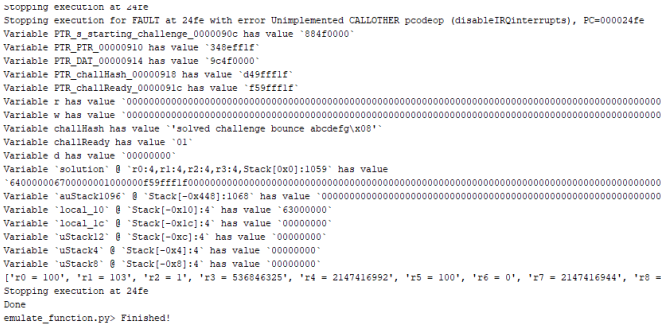 Stopping execution at 24fe
Stopping execution for FAULT at 24fe with error Unimplemented CALLOTHER pcodeop (disableIRQinterrupts), PC=000024fe
Variable PTR_s_starting_challenge_0000090c has value `884f0000`
Variable PTR_PTR_00000910 has value `348efff1f`
Variable PTR_DAT_00000914 has value `9c4f0000`
Variable PTR_challHash_00000918 has value `d49ffff1f`
Variable PTR_challReady_0000091c has value `f59ffff1f`
Variable r has value
Variable w has value
Variable challHash has value `'solved challenge bounce abcdefg\x08'`
Variable challReady has value `01`
Variable d has value `00000000`
Variable `solution` @ `r0:4,r1:4,r2:4,r3:4,Stack[0x0]:1059` has value
Variable `auStack1096` @ `Stack[-0x448]:1068` has value
Variable `local_10` @ `Stack[-0x10]:4` has value `63000000`
Variable `local_1c` @ `Stack[-0x1c]:4` has value `00000000`
Variable `uStack12` @ `Stack[-0xc]:4` has value `00000000`
Variable `uStack4` @ `Stack[-0x4]:4` has value `00000000`
Variable `uStack8` @ `Stack[-0x8]:4` has value `00000000`
['r0 = 100', 'r1 = 103', 'r2 = 1', 'r3 = 536846325', 'r4 = 2147416992', 'r5 = 100', 'r6 = 0', 'r7 = 2147416944', 'r8 =
Stopping execution at 24fe
Done
emulate_function.py> Finished!